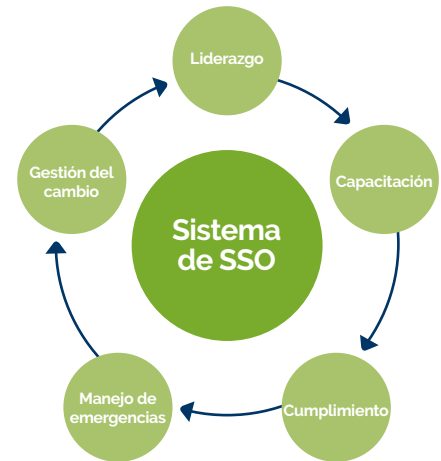 Liderazgo
Capacitación
Cumplimiento
Manejo de
emergencias
Gestión del
cambio
Sistema
de SSO